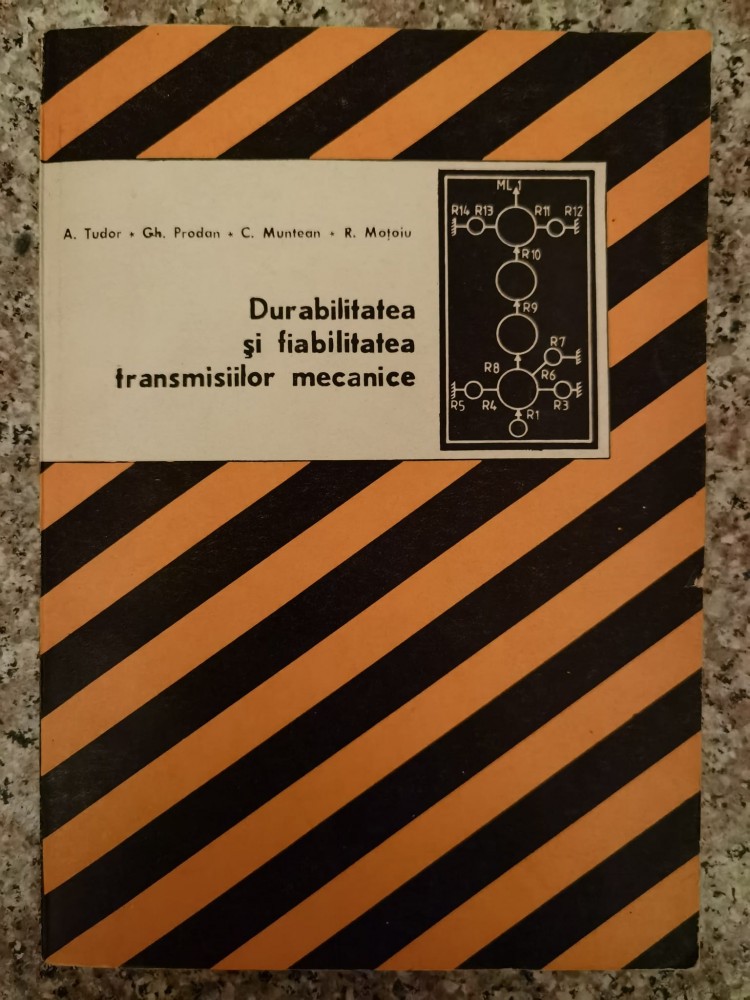 A. Tudor • Gh. Prodan • C. Muntean • R. Moțoiu
Durabilitatea
și fiabilitatea
transmisiilor mecanice
ML 1
R14 R13 R11 R12
R10
R9
R7
R8 R6
R5 R4 R3
R1